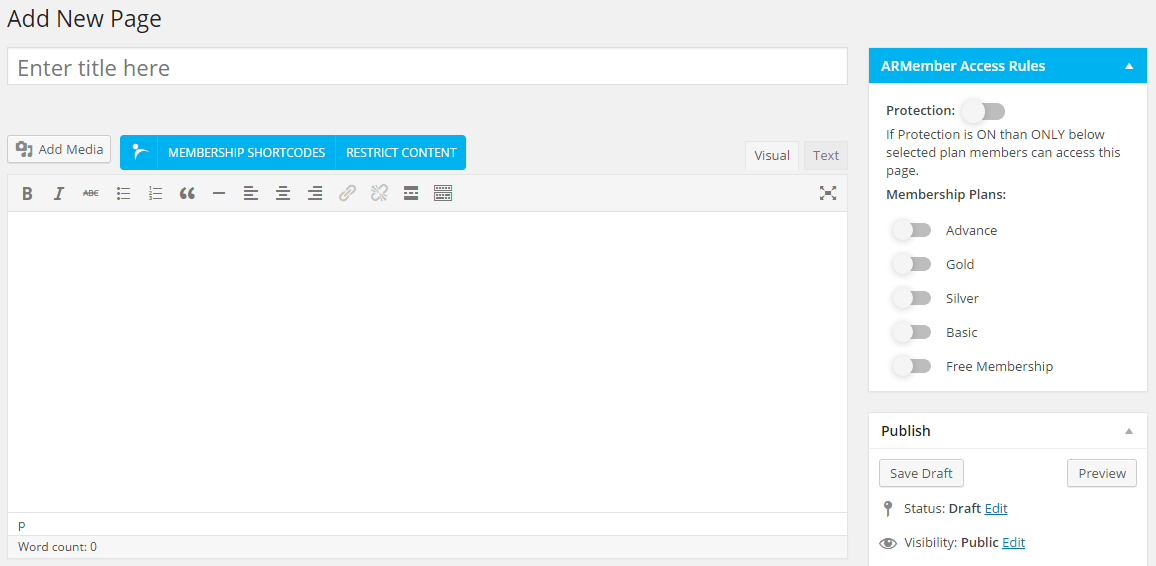 Add New Page
Enter title here
Add Media
MEMBERSHIP SHORTCODES
RESTRICT CONTENT
Visual
Text
B
I
ABC
p
Word count: 0
ARMember Access Rules
Protection:
If Protection is ON than ONLY below
selected plan members can access this
page.
Membership Plans:
Advance
Gold
Silver
Basic
Free Membership
Publish
Save Draft
Preview
Status: Draft Edit
Visibility: Public Edit